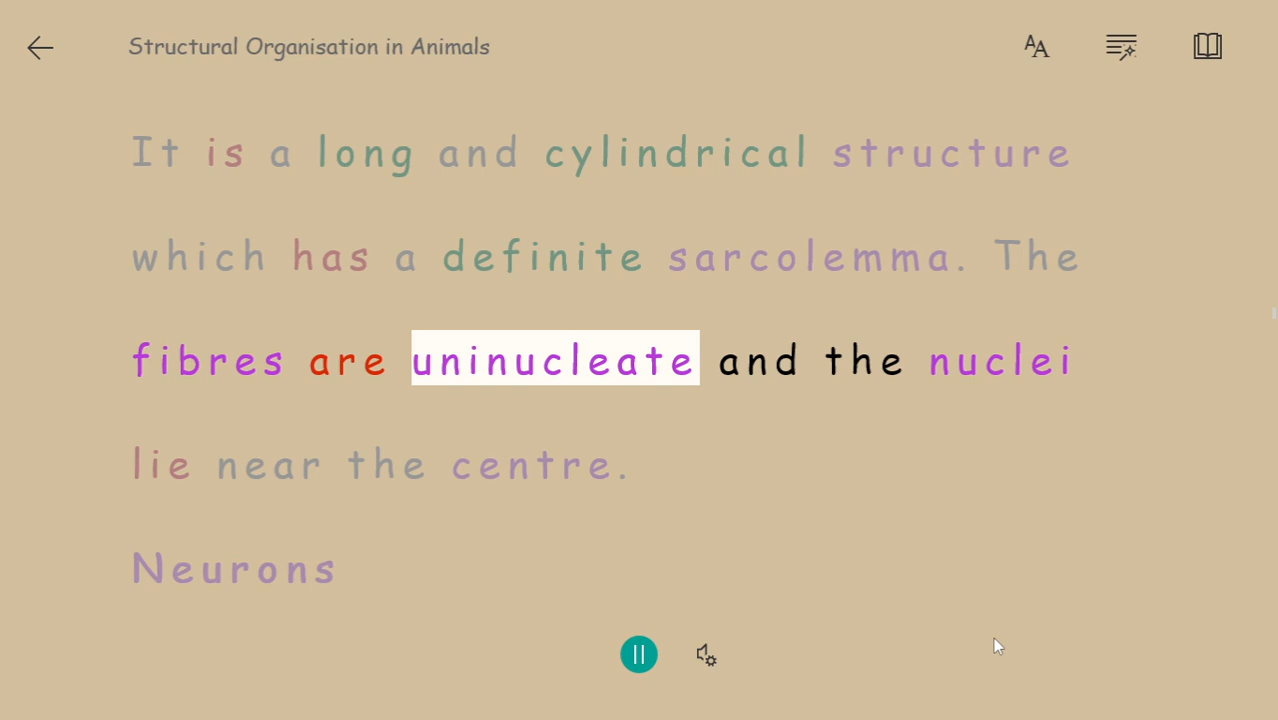 Structural Organisation in Animals
It is a long and cylindrical structure
which has a definite sarcolemma. The
fibres are uninucleate and the nuclei
lie near the centre.
Neurons